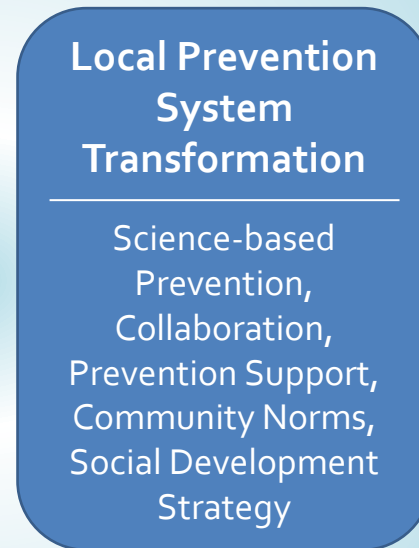 Local Prevention
System
Transformation
Science-based
Prevention,
Collaboration,
Prevention Support,
Community Norms,
Social Development
Strategy